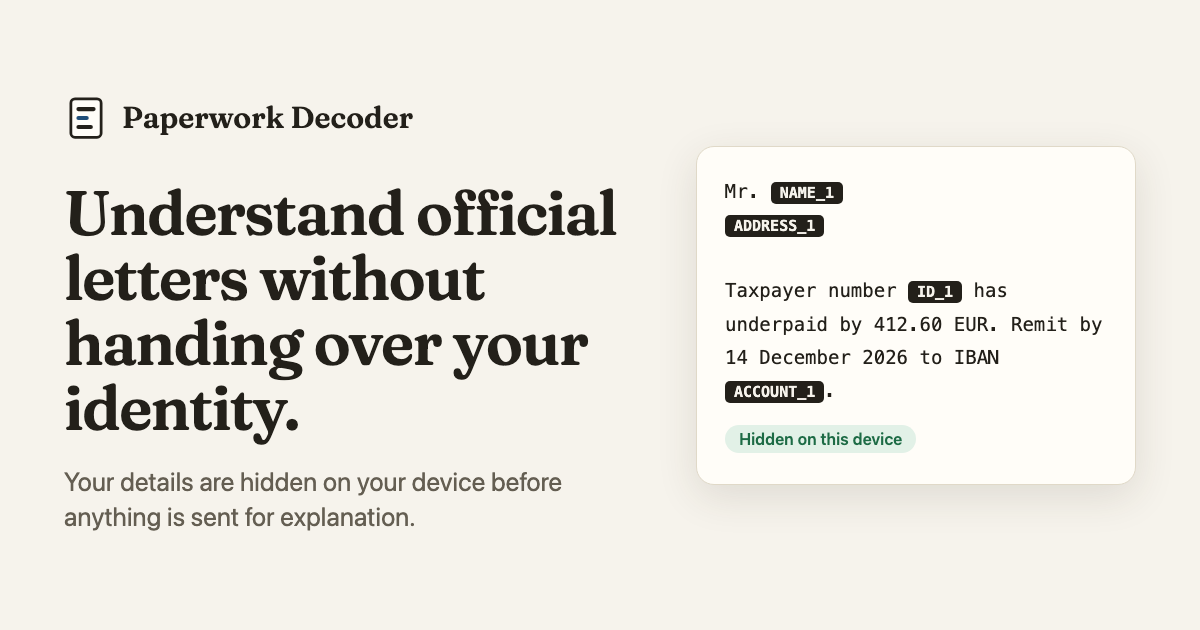 Paperwork Decoder
Understand official
letters without
handing over your
identity.
Your details are hidden on your device before
anything is sent for explanation.
Mr. NAME_1
ADDRESS_1
Taxpayer number ID_1 has
underpaid by 412.60 EUR. Remit by
14 December 2026 to IBAN
ACCOUNT_1.
Hidden on this device